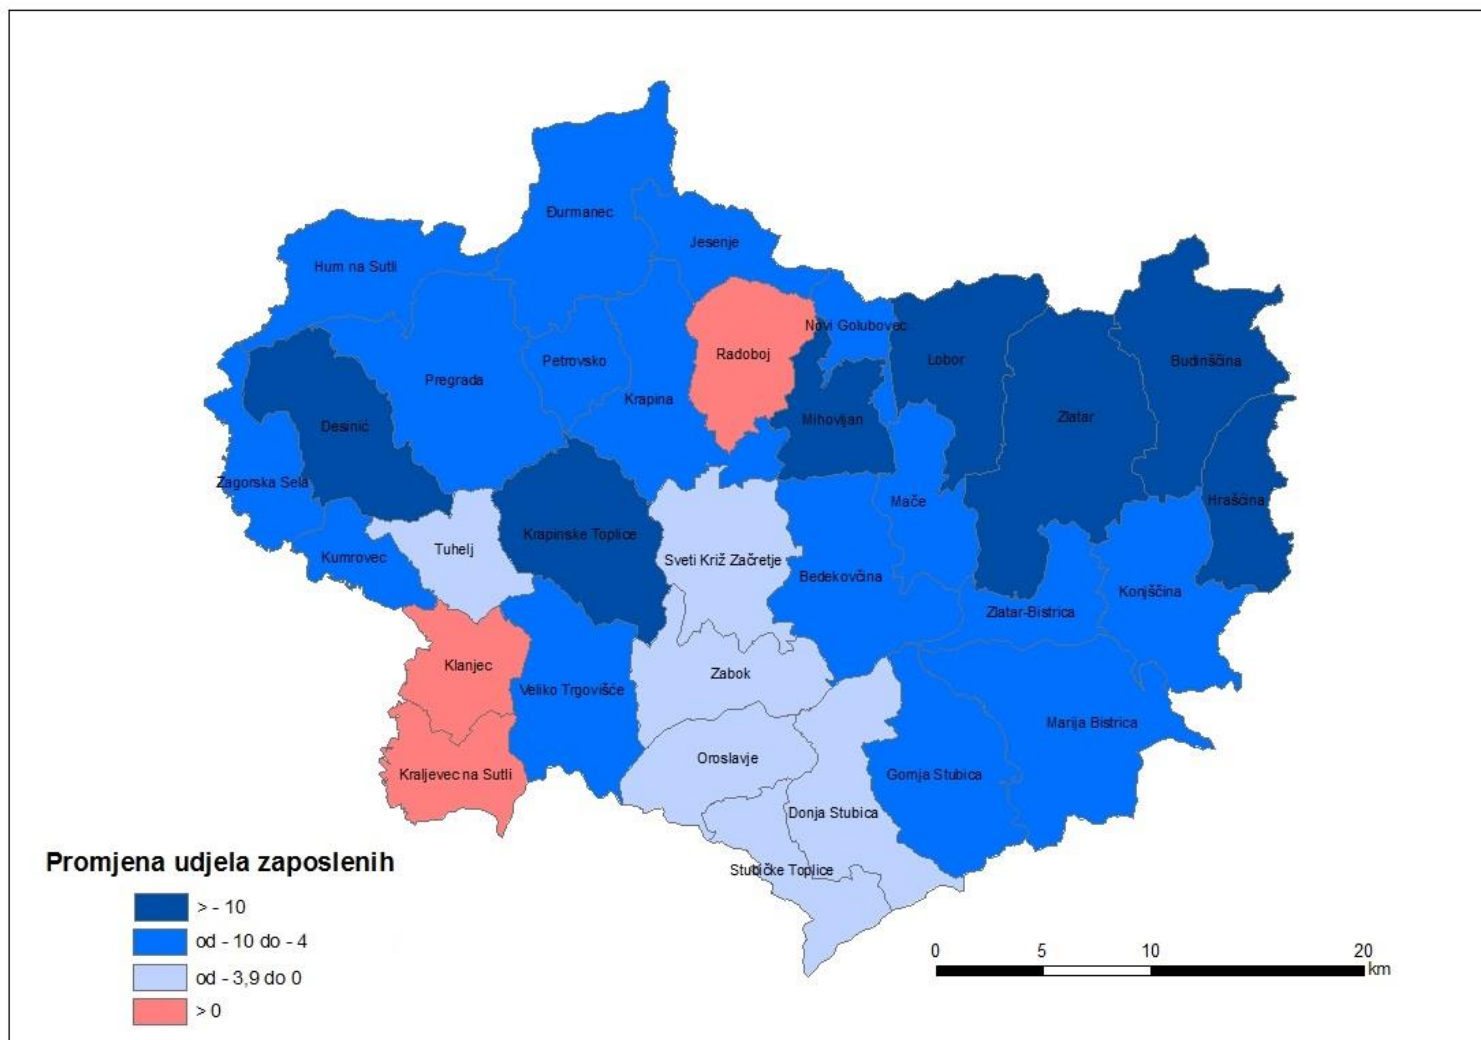 Đurmanec
Jesenje
Hum na Sutli
Novi Golubovec
Radoboj
Lobor
Budinščina
Petrovsko
Pregrada
Krapina
Zlatar
Mihovljan
Desinić
Zagorska Sela
Mače
Hrašćina
Krapinske Toplice
Tuhelj
Kumrovec
Sveti Križ Začretje
Bedekovčina
Konjščina
Zlatar-Bistrica
Klanjec
Zabok
Veliko Trgovišće
Marija Bistrica
Oroslavje
Kraljevec na Sutli
Gornja Stubica
Donja Stubica
Stubičke Toplice
Promjena udjela zaposlenih
> - 10
od - 10 do - 4
od - 3,9 do 0
> 0
0 5 10 20
km